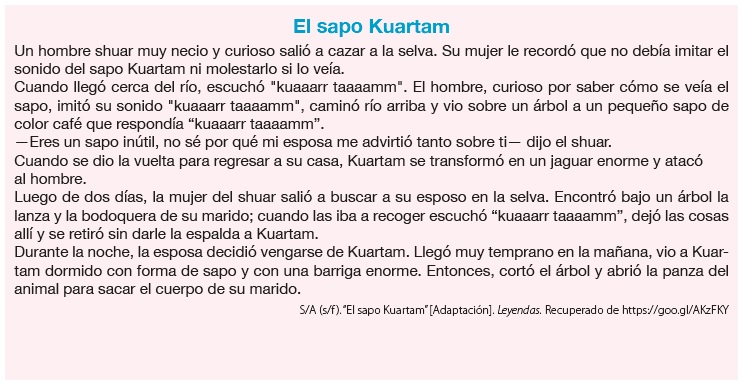 El sapo Kuartam
Un hombre shuar muy necio y curioso salió a cazar a la selva. Su mujer le recordó que no debía imitar el
sonido del sapo Kuartam ni molestarlo si lo veía.
Cuando llegó cerca del río, escuchó "kuaaarr taaaamm". El hombre, curioso por saber cómo se veía el
sapo, imitó su sonido "kuaaarr taaaamm", caminó río arriba y vio sobre un árbol a un pequeño sapo de
color café que respondía “kuaaarr taaaamm”.
—Eres un sapo inútil, no sé por qué mi esposa me advirtió tanto sobre ti— dijo el shuar.
Cuando se dio la vuelta para regresar a su casa, Kuartam se transformó en un jaguar enorme y atacó
al hombre.
Luego de dos días, la mujer del shuar salió a buscar a su esposo en la selva. Encontró bajo un árbol la
lanza y la bodoquera de su marido; cuando las iba a recoger escuchó “kuaaarr taaaamm”, dejó las cosas
allí y se retiró sin darle la espalda a Kuartam.
Durante la noche, la esposa decidió vengarse de Kuartam. Llegó muy temprano en la mañana, vio a Kuar-
tam dormido con forma de sapo y con una barriga enorme. Entonces, cortó el árbol y abrió la panza del
animal para sacar el cuerpo de su marido.
S/A (s/f). “El sapo Kuartam” [Adaptación]. Leyendas. Recuperado de https://goo.gl/AKzFKY